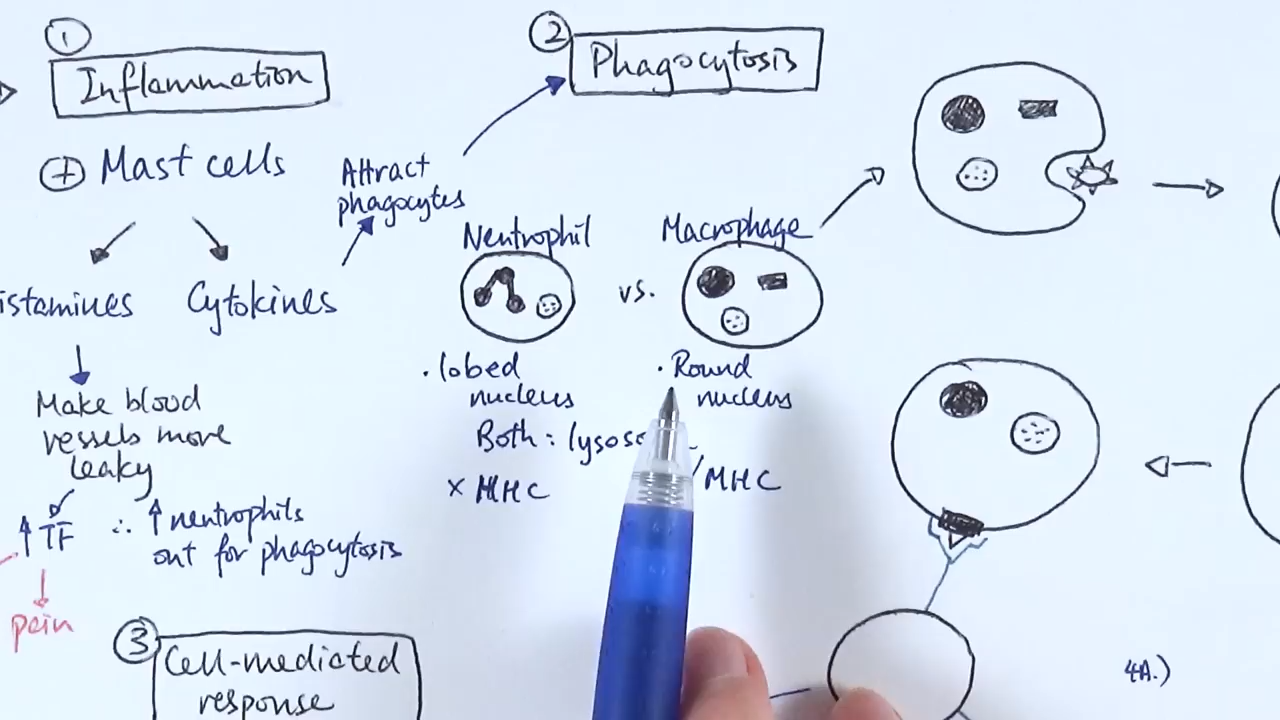 1
Inflammation
+ Mast cells
istamines
Cytokines
Make blood
vessels more
leaky
↑ TF
∴ ↑ neutrophils
out for phagocytosis
pain
Attract
phagocytes
2
Phagocytosis
Neutrophil
vs.
Macrophage
• lobed
nucleus
• Round
nucleus
Both : lysoso
x MHC
/MHC
3
Cell-mediated
response
4A.)